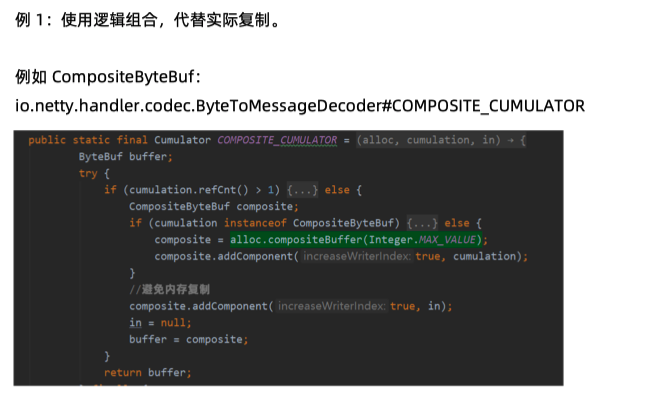 例 1：使用逻辑组合，代替实际复制。
例如 CompositeByteBuf：
io.netty.handler.codec.ByteToMessageDecoder#COMPOSITE_CUMULATOR
public static final Cumulator COMPOSITE_CUMULATOR = (alloc, cumulation, in) → {
ByteBuf buffer;
try {
if (cumulation.refCnt() > 1) {...} else {
CompositeByteBuf composite;
if (cumulation instanceof CompositeByteBuf) {...} else {
composite = alloc.compositeBuffer(Integer.MAX_VALUE);
composite.addComponent( increaseWriterIndex: true, cumulation);
}
//避免内存复制
composite.addComponent( increaseWriterIndex: true, in);
in = null;
buffer = composite;
}
return buffer;